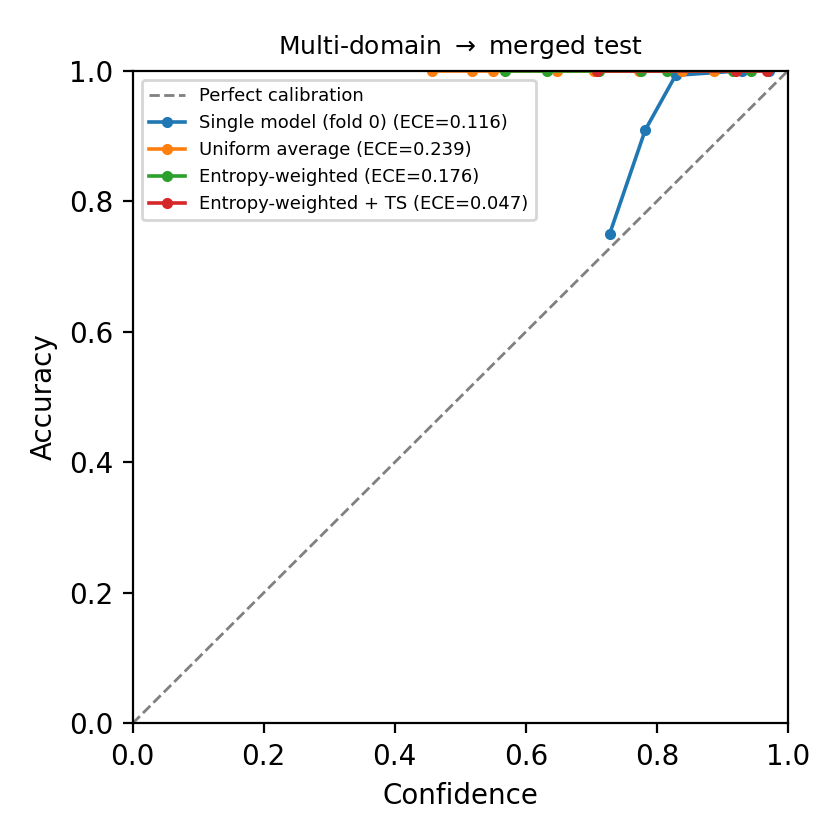 Multi-domain → merged test
1.0
0.8
0.6
0.4
0.2
0.0
Accuracy
Perfect calibration
Single model (fold 0) (ECE=0.116)
Uniform average (ECE=0.239)
Entropy-weighted (ECE=0.176)
Entropy-weighted + TS (ECE=0.047)
0.0 0.2 0.4 0.6 0.8 1.0
Confidence